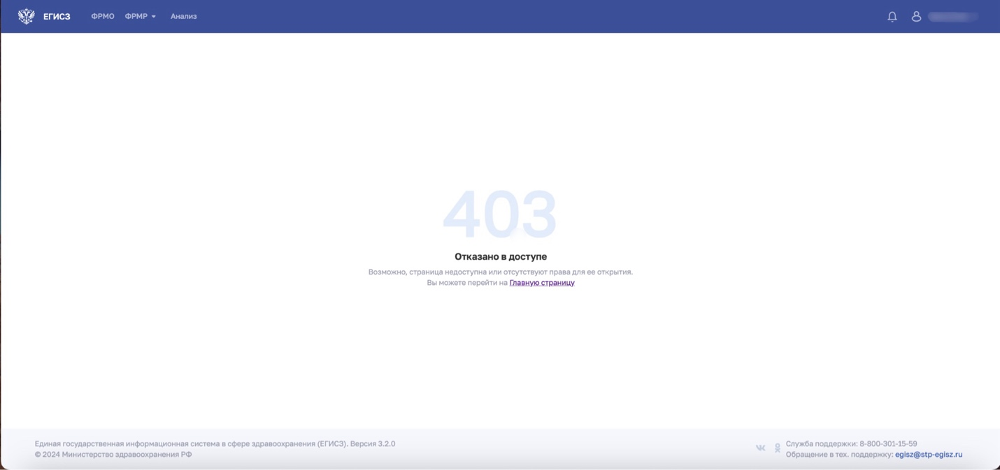 ЕГИСЗ ФРМО ФРМР Анализ
403
Отказано в доступе
Возможно, страница недоступна или отсутствуют права для ее открытия.
Вы можете перейти на Главную страницу
Единая государственная информационная система в сфере здравоохранения (ЕГИСЗ). Версия 3.2.0
© 2024 Министерство здравоохранения РФ
Служба поддержки: 8-800-301-15-59
Обращение в тех. поддержку: egisz@stp-egisz.ru